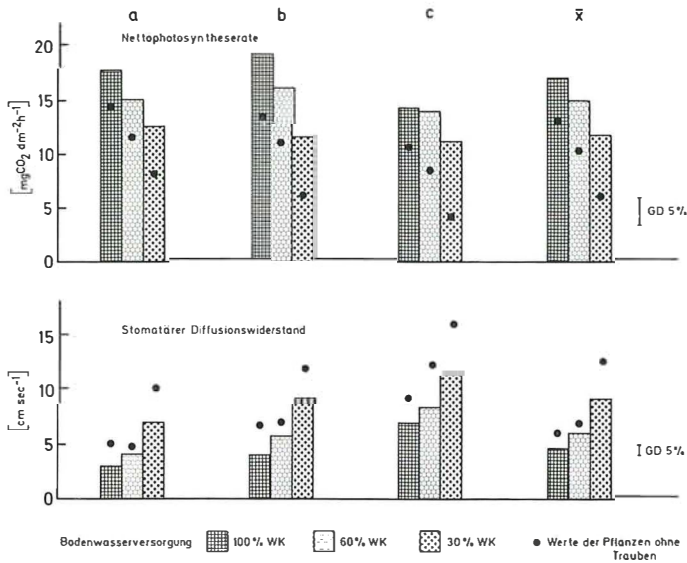 a b c x̄
Nettophotosyntheserate
20
15
10
5
0
[mgCO₂ dm⁻²h⁻¹]
GD 5%
Stomatärer Diffusionswiderstand
15
10
5
0
[cm sec⁻¹]
GD 5%
Bodenwasserversorgung 100% WK 60% WK 30% WK • Werte der Pflanzen ohne
Trauben